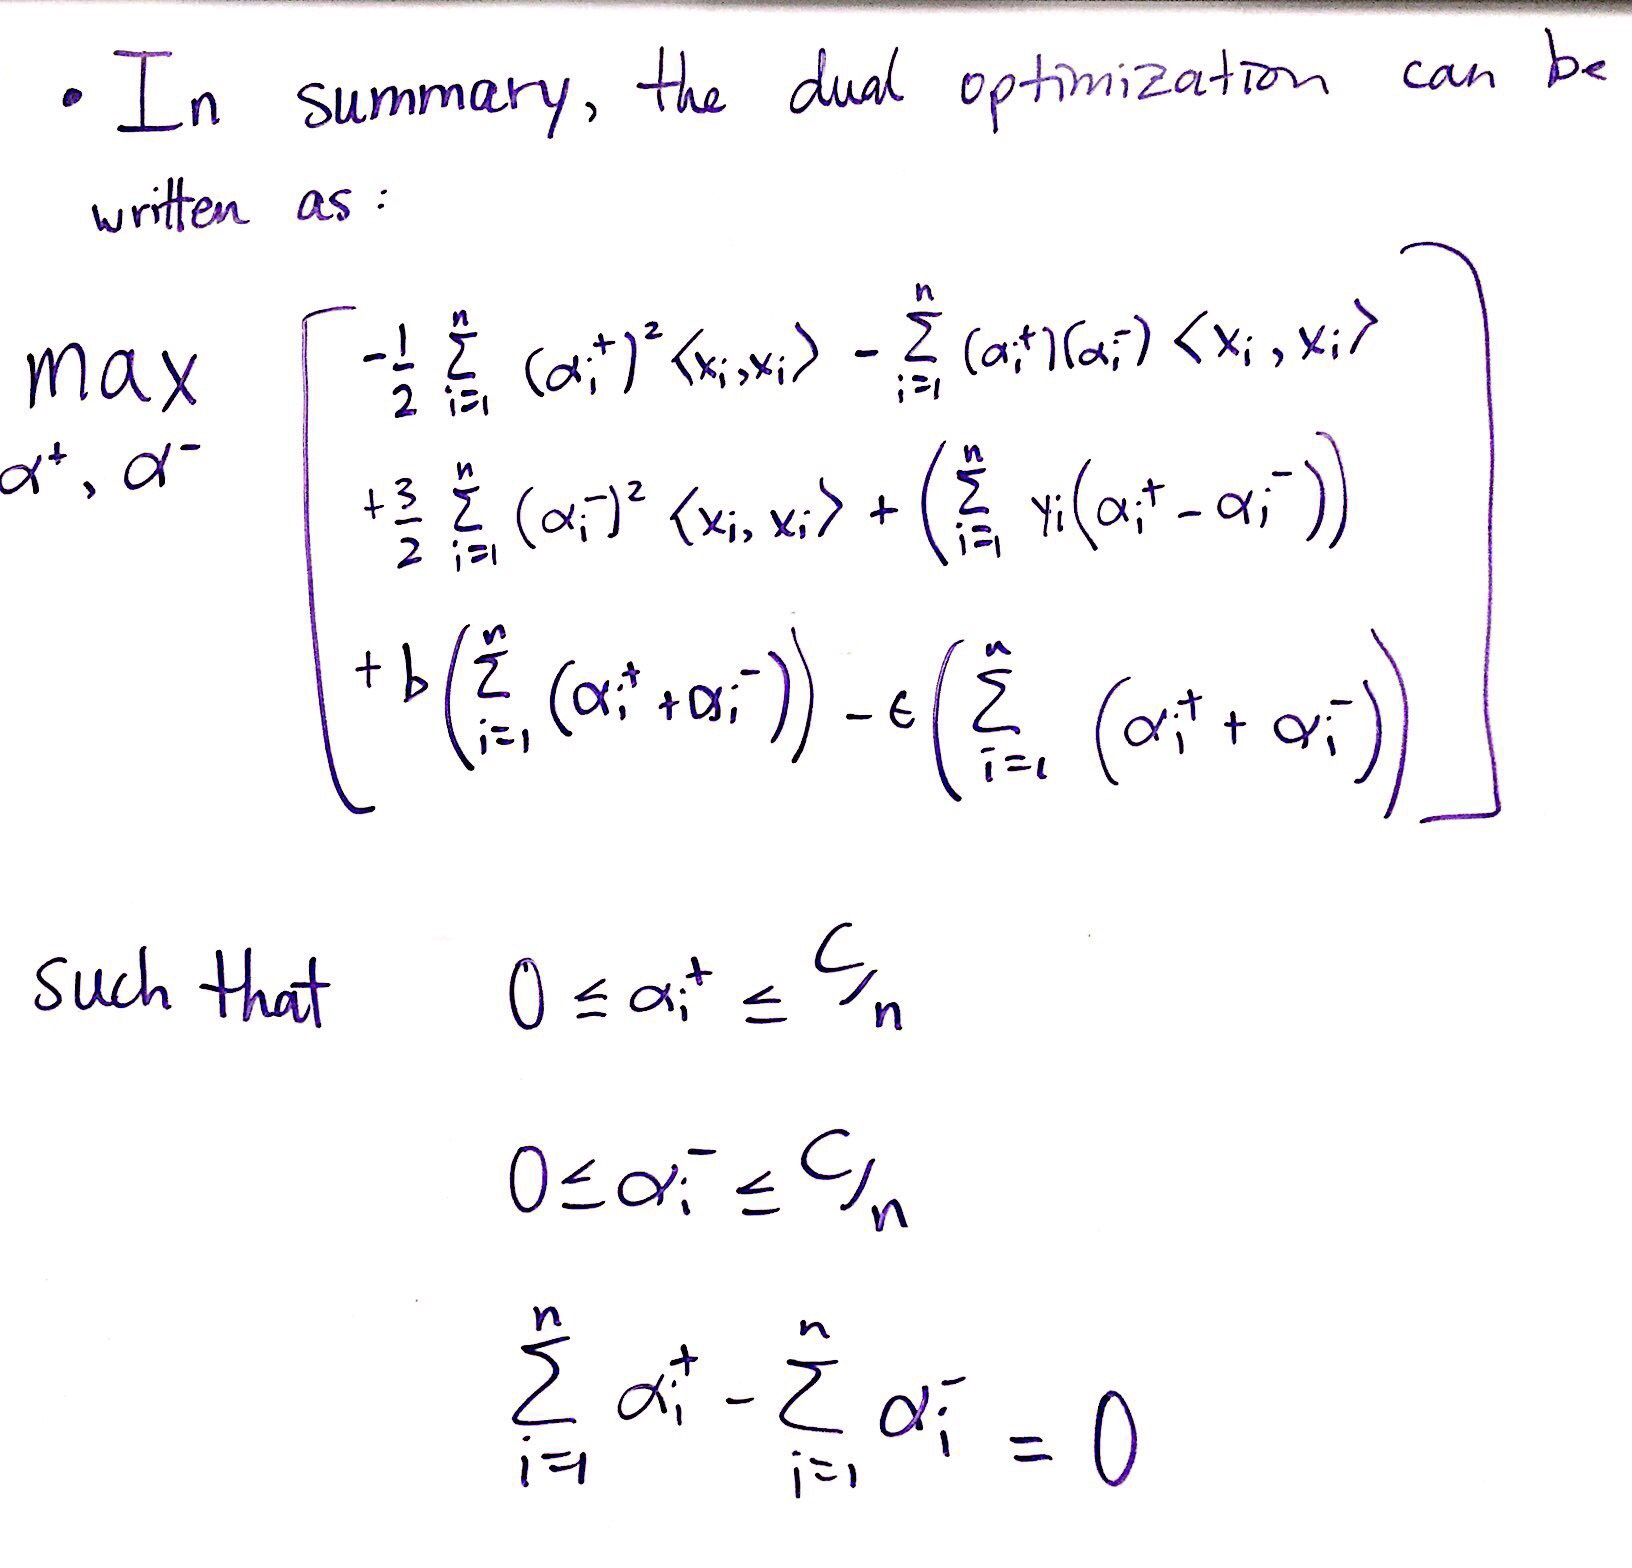 • In summary, the dual optimization can be
written as:
max [ -1/2 Σ_{i=1}^{n} (α_i^+)^2 <x_i,x_i> - Σ_{i=1}^{n} (α_i^+)(α_i^-) <x_i, x_i>
α^+, α^-
+3/2 Σ_{i=1}^{n} (α_i^-)^2 <x_i, x_i> + (Σ_{i=1}^{n} y_i(α_i^+ - α_i^-))
+ b(Σ_{i=1}^{n} (α_i^+ + α_i^-)) - ϵ(Σ_{i=1}^{n} (α_i^+ + α_i^-)) ]
such that 0 ≤ α_i^+ ≤ C/n
0 ≤ α_i^- ≤ C/n
Σ_{i=1}^{n} α_i^+ - Σ_{i=1}^{n} α_i^- = 0